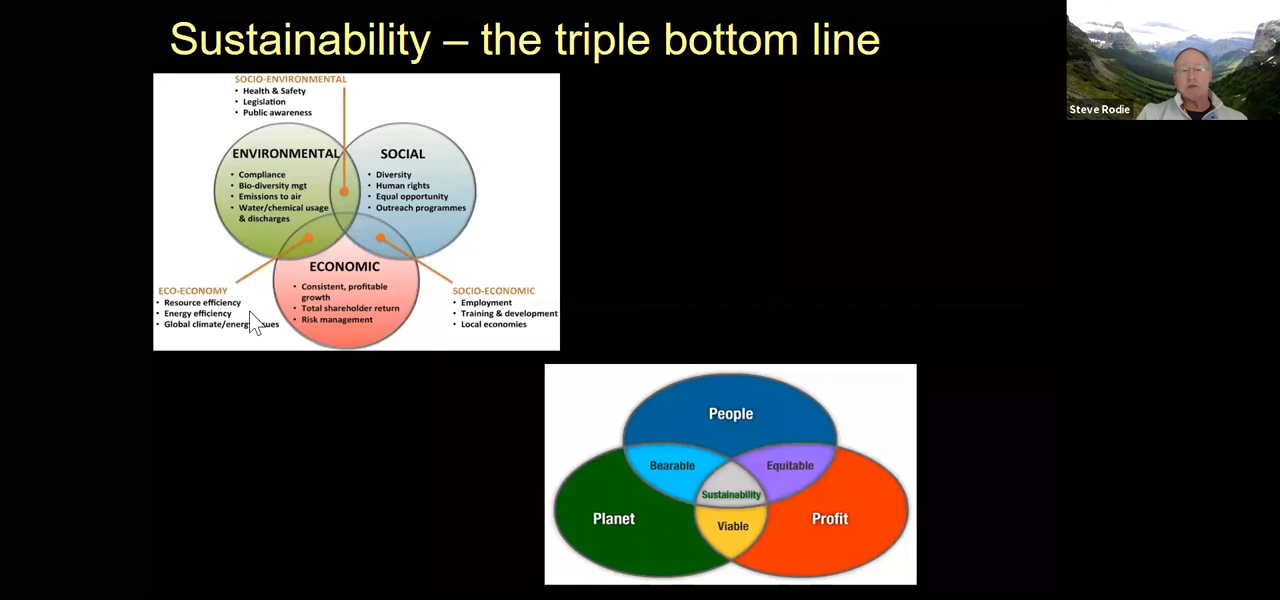 Sustainability – the triple bottom line
Steve Rodie
SOCIO-ENVIRONMENTAL
• Health & Safety
• Legislation
• Public awareness
ENVIRONMENTAL
• Compliance
• Bio-diversity mgt
• Emissions to air
• Water/chemical usage
& discharges
SOCIAL
• Diversity
• Human rights
• Equal opportunity
• Outreach programmes
ECONOMIC
• Consistent, profitable
growth
• Total shareholder return
• Risk management
ECO-ECONOMY
• Resource efficiency
• Energy efficiency
• Global
SOCIO-ECONOMIC
• Employment
• Training & development
• Local economies
People
Bearable
Equitable
Sustainability
Planet
Viable
Profit